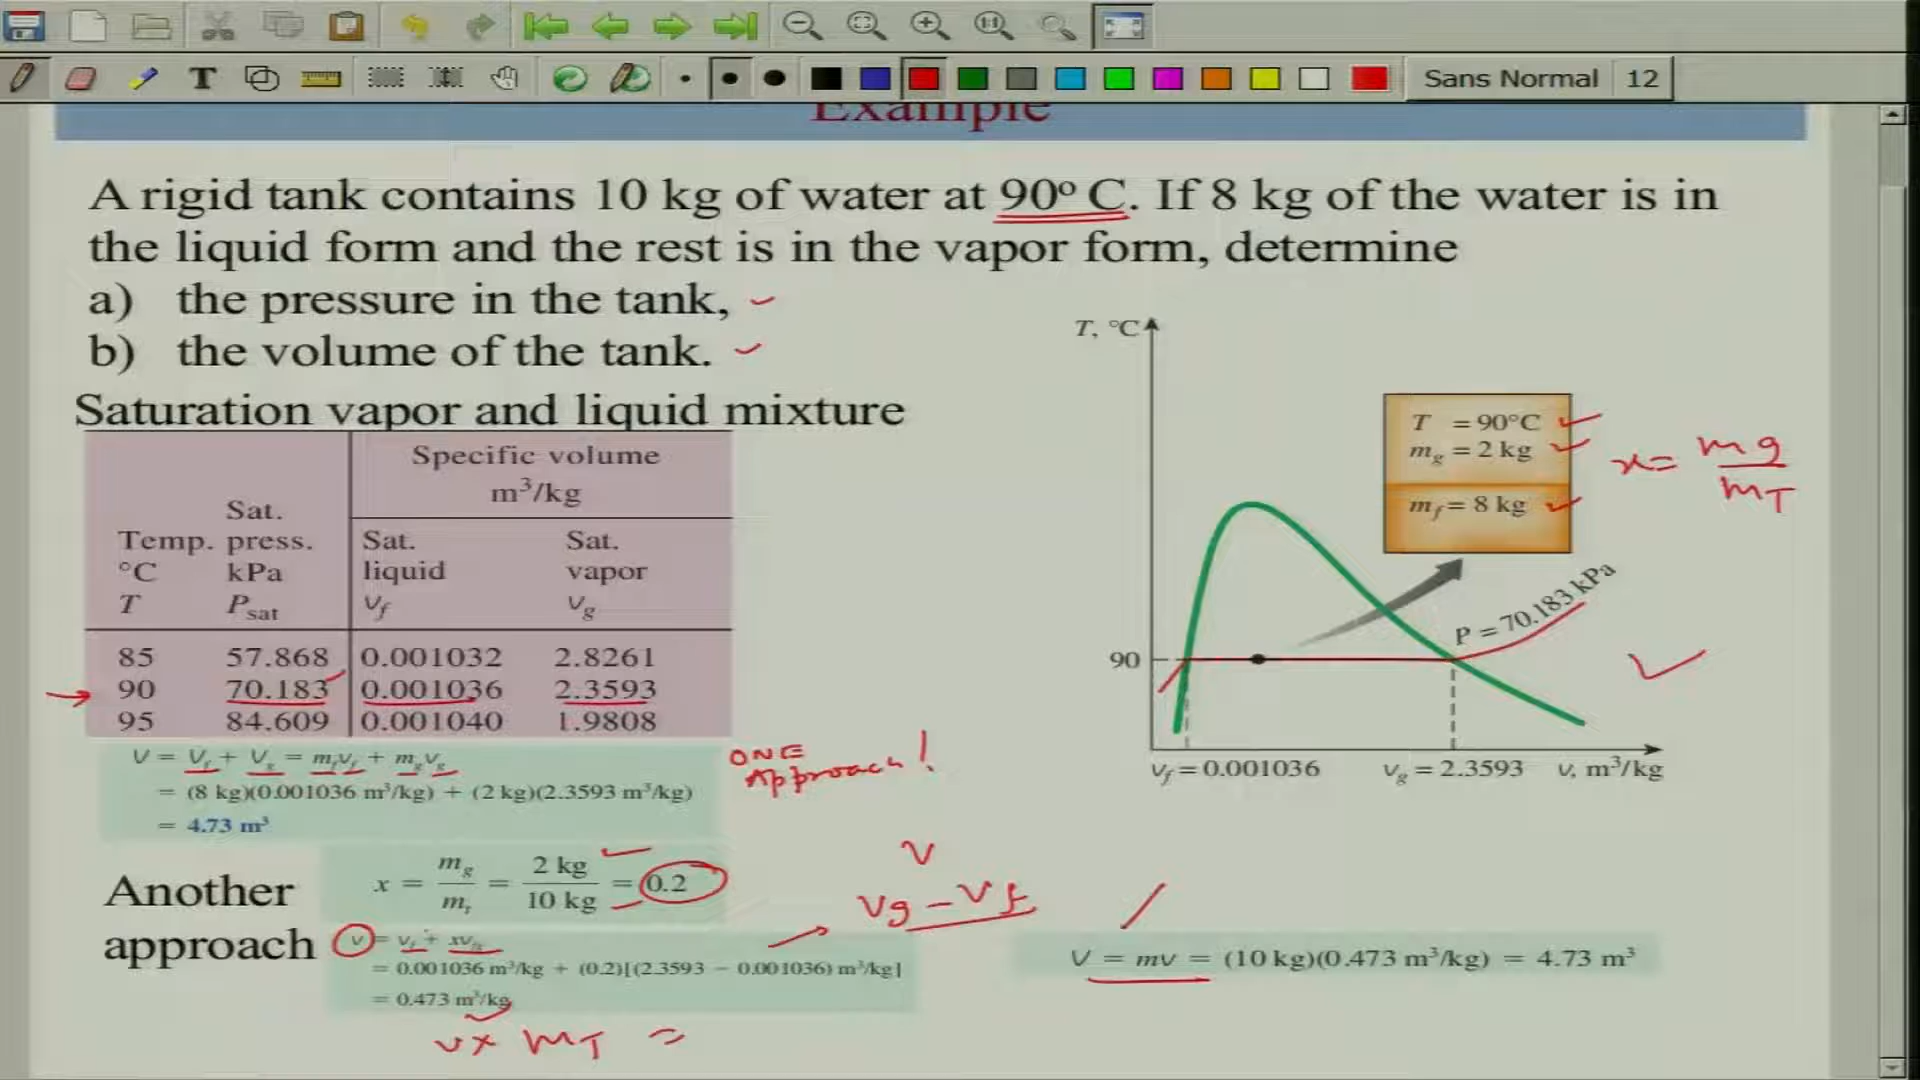 Sans Normal 12
Example
A rigid tank contains 10 kg of water at 90° C. If 8 kg of the water is in
the liquid form and the rest is in the vapor form, determine
a) the pressure in the tank,
b) the volume of the tank.
Saturation vapor and liquid mixture
Specific volume
m³/kg
Sat.
Temp. press. Sat. Sat.
°C kPa liquid vapor
T Psat vf vg
85 57.868 0.001032 2.8261
90 70.183 0.001036 2.3593
95 84.609 0.001040 1.9808
V = Vf + Vg = mfvf + mgvg
= (8 kg)(0.001036 m³/kg) + (2 kg)(2.3593 m³/kg)
= 4.73 m³
ONE
Approach!
Another
approach
x = mg/mt = 2 kg/10 kg = 0.2
v = vf + xvfg
= 0.001036 m³/kg + (0.2)[(2.3593 − 0.001036) m³/kg]
= 0.473 m³/kg
v x mT =
v
vg − vf
T, °C
T = 90°C
mg = 2 kg
mf = 8 kg
x = mg/mT
P = 70.183 kPa
90
vf = 0.001036 vg = 2.3593 v, m³/kg
V = mv = (10 kg)(0.473 m³/kg) = 4.73 m³